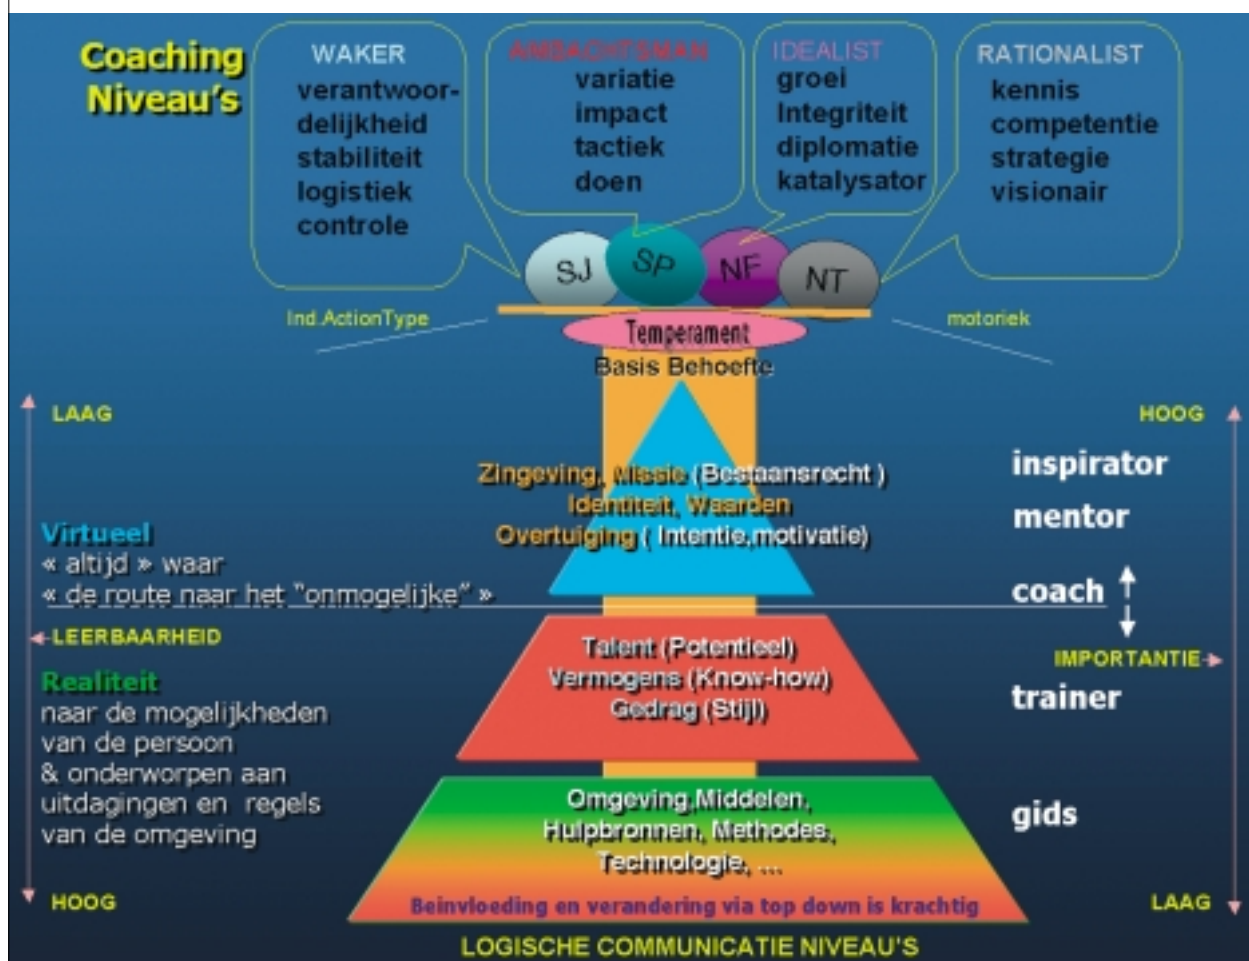 Coaching
Niveau's
WAKER
verantwoor-
delijkheid
stabiliteit
logistiek
controle
AMBACHTSMAN
variatie
impact
tactiek
doen
IDEALIST
groei
Integriteit
diplomatie
katalysator
RATIONALIST
kennis
competentie
strategie
visionair
SJ
SP
NF
NT
Ind.ActionType
motoriek
Temperament
Basis Behoefte
LAAG
HOOG
Zingeving, Missie (Bestaansrecht )
Identiteit, Waarden
Overtuiging ( Intentie,motivatie)
inspirator
mentor
coach
Virtueel
« altijd » waar
« de route naar het "onmogelijke" »
LEERBAARHEID
IMPORTANTIE
Realiteit
naar de mogelijkheden
van de persoon
& onderworpen aan
uitdagingen en regels
van de omgeving
Talent (Potentieel)
Vermogens (Know-how)
Gedrag (Stijl)
trainer
Omgeving,Middelen,
Hulpbronnen, Methodes,
Technologie, ...
gids
Beinvloeding en verandering via top down is krachtig
HOOG
LAAG
LOGISCHE COMMUNICATIE NIVEAU'S